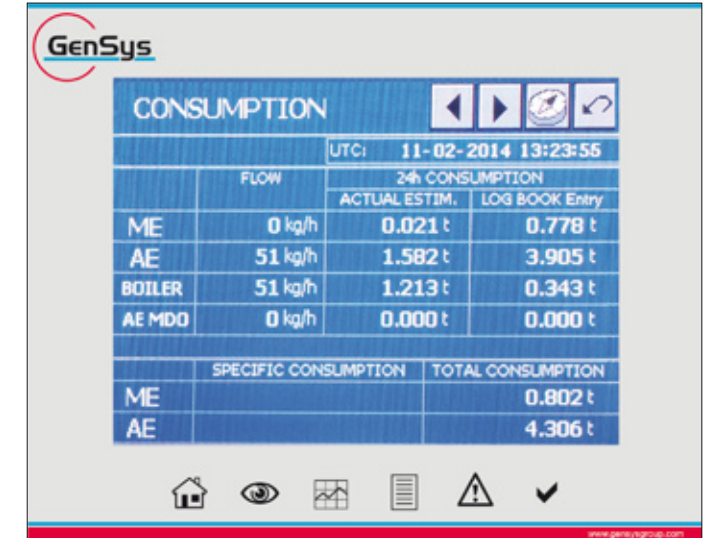 GenSys
CONSUMPTION
UTC: 11-02-2014 13:23:55
FLOW 24h CONSUMPTION
ACTUAL ESTIM. LOG BOOK Entry
ME 0 kg/h 0.021 t 0.778 t
AE 51 kg/h 1.582 t 3.905 t
BOILER 51 kg/h 1.213 t 0.343 t
AE MDO 0 kg/h 0.000 t 0.000 t
SPECIFIC CONSUMPTION TOTAL CONSUMPTION
ME 0.802 t
AE 4.306 t
www.gensysgroup.com